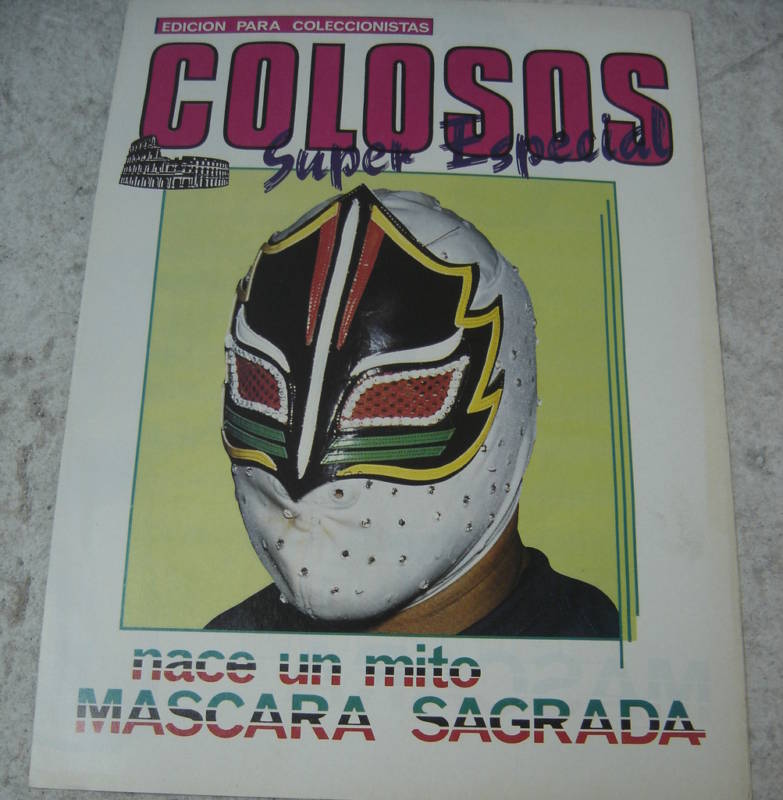 EDICION PARA COLECCIONISTAS
COLOSOS
Super Especial
nace un mito
MASCARA SAGRADA